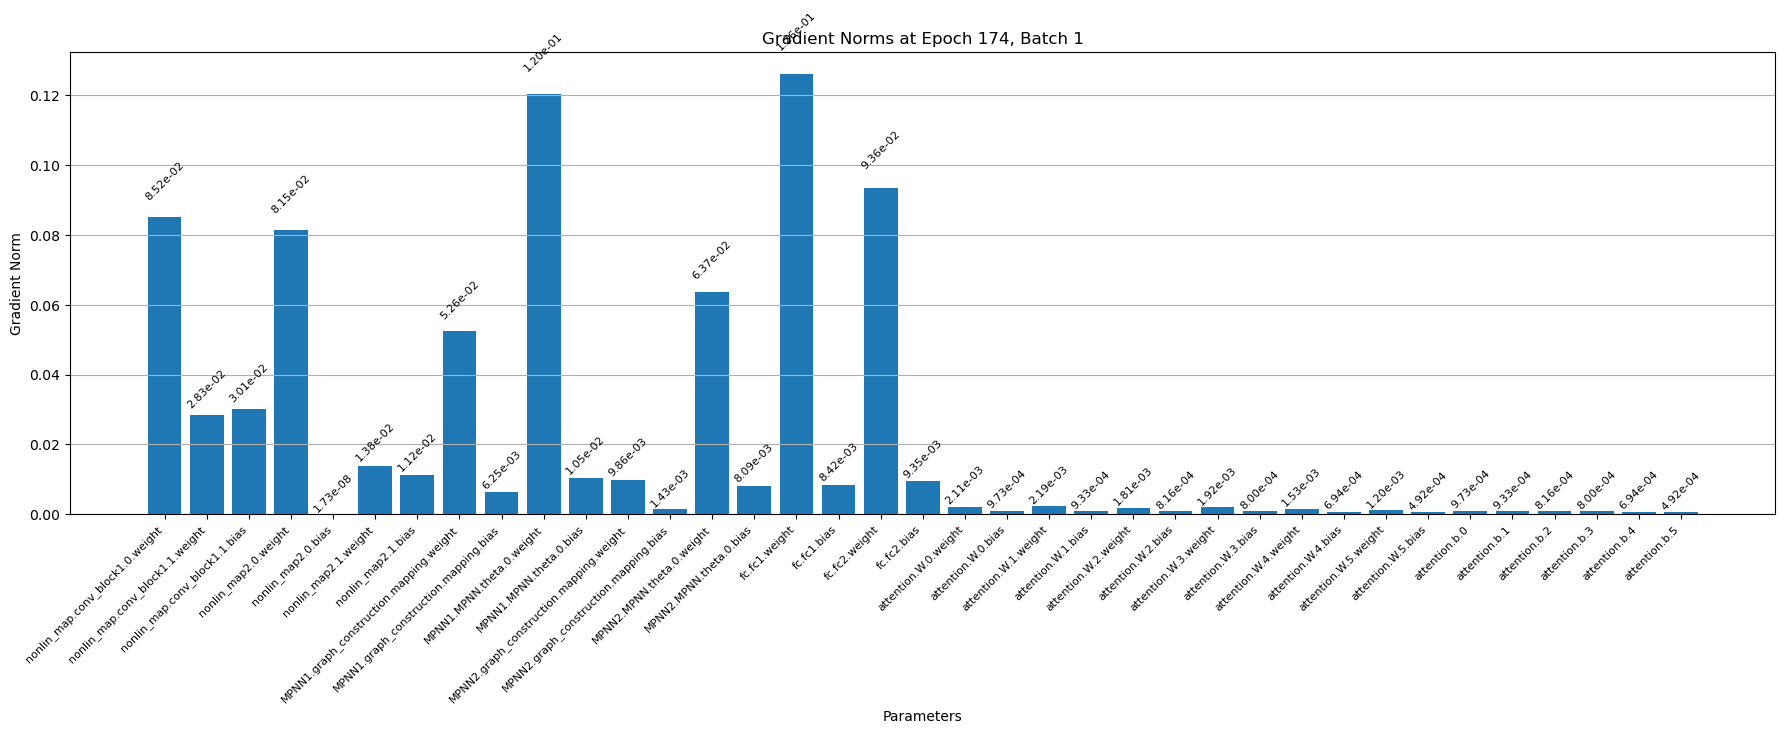 Gradient Norms at Epoch 174, Batch 1
Gradient Norm
0.12
0.10
0.08
0.06
0.04
0.02
0.00
8.52e-02
2.83e-02
3.01e-02
8.15e-02
1.73e-08
1.38e-02
1.12e-02
5.26e-02
6.25e-03
1.20e-01
1.05e-02
9.86e-03
1.43e-03
6.37e-02
8.09e-03
8.42e-03
9.36e-02
9.35e-03
2.11e-03
9.73e-04
2.19e-03
9.33e-04
1.81e-03
8.16e-04
1.92e-03
8.00e-04
1.53e-03
6.94e-04
1.20e-03
4.92e-04
9.73e-04
9.33e-04
8.16e-04
8.00e-04
6.94e-04
4.92e-04
nonlin_map.conv_block1.0.weight
nonlin_map.conv_block1.1.weight
nonlin_map.conv_block1.1.bias
nonlin_map2.0.weight
nonlin_map2.0.bias
nonlin_map2.1.weight
nonlin_map2.1.bias
MPNN1.graph_construction.mapping.weight
MPNN1.graph_construction.mapping.bias
MPNN1.MPNN.theta.0.weight
MPNN1.MPNN.theta.0.bias
MPNN2.graph_construction.mapping.weight
MPNN2.graph_construction.mapping.bias
MPNN2.MPNN.theta.0.weight
MPNN2.MPNN.theta.0.bias
fc.fc1.weight
fc.fc1.bias
fc.fc2.weight
fc.fc2.bias
attention.W.0.weight
attention.W.0.bias
attention.W.1.weight
attention.W.1.bias
attention.W.2.weight
attention.W.2.bias
attention.W.3.weight
attention.W.3.bias
attention.W.4.weight
attention.W.4.bias
attention.W.5.weight
attention.W.5.bias
attention.b.0
attention.b.1
attention.b.2
attention.b.3
attention.b.4
attention.b.5
Parameters